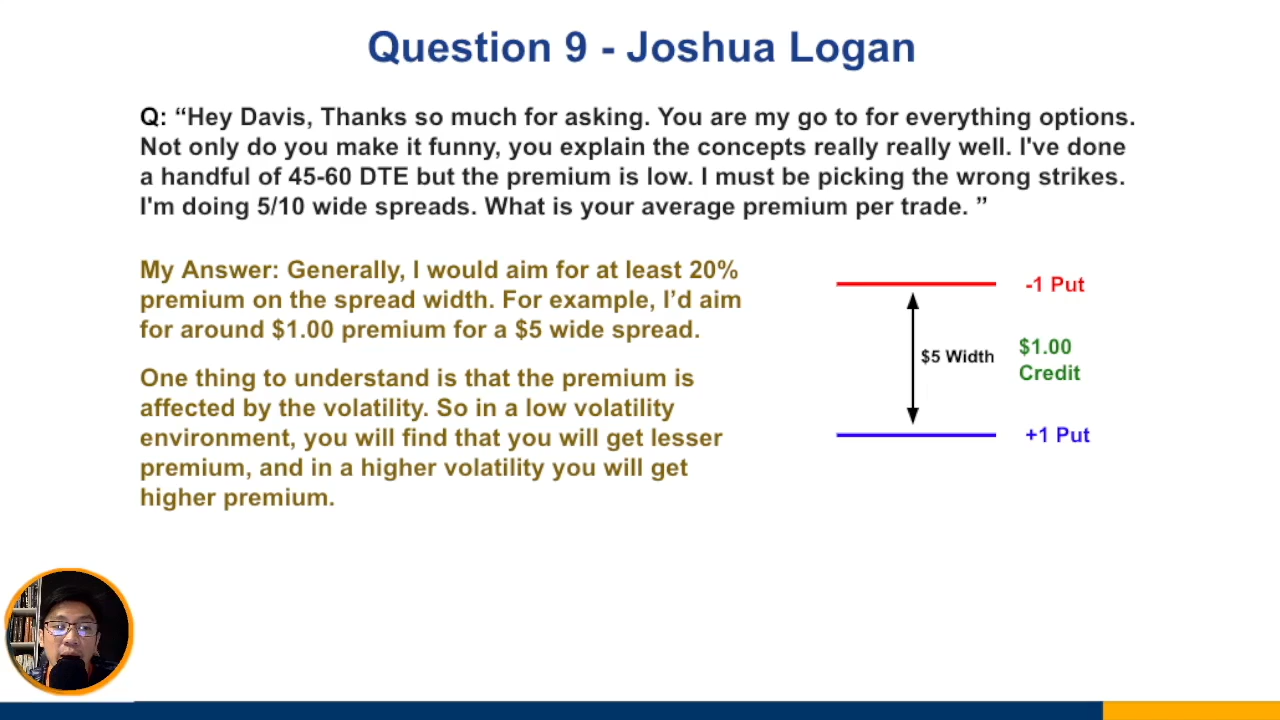 Question 9 - Joshua Logan
Q: “Hey Davis, Thanks so much for asking. You are my go to for everything options.
Not only do you make it funny, you explain the concepts really really well. I've done
a handful of 45-60 DTE but the premium is low. I must be picking the wrong strikes.
I'm doing 5/10 wide spreads. What is your average premium per trade. ”
My Answer: Generally, I would aim for at least 20%
premium on the spread width. For example, I’d aim
for around $1.00 premium for a $5 wide spread.
One thing to understand is that the premium is
affected by the volatility. So in a low volatility
environment, you will find that you will get lesser
premium, and in a higher volatility you will get
higher premium.
-1 Put
$5 Width
$1.00
Credit
+1 Put